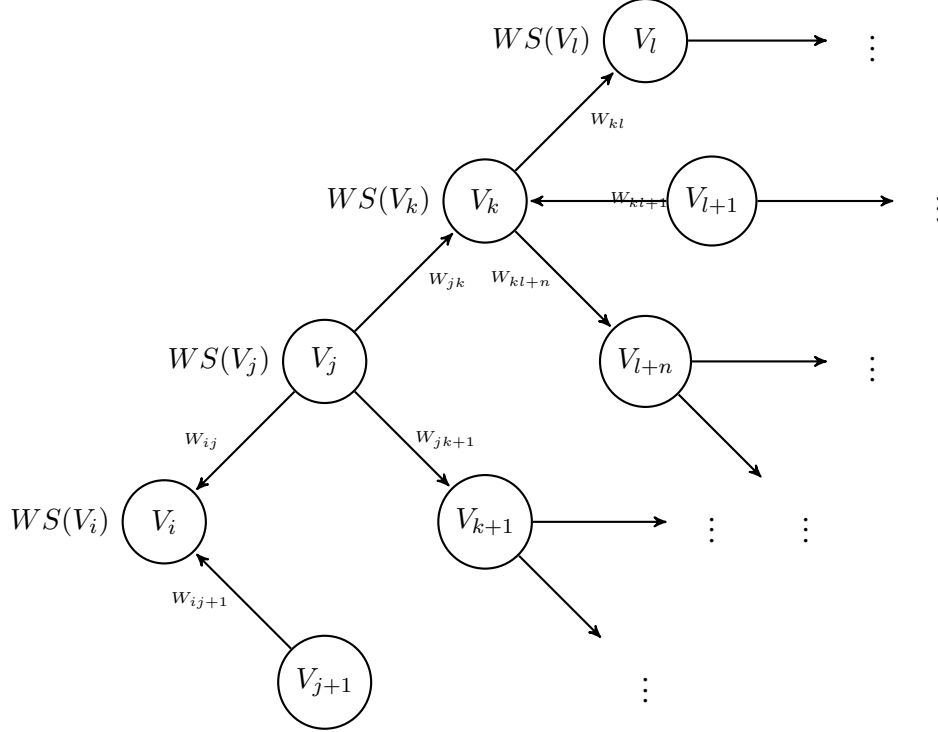 WS(V_l) V_l ⋮
W_{kl}
WS(V_k) V_k W_{kl+1} V_{l+1} ⋮
W_{jk} W_{kl+n}
WS(V_j) V_j V_{l+n} ⋮
W_{ij} W_{jk+1}
WS(V_i) V_i V_{k+1} ⋮ ⋮
W_{ij+1}
V_{j+1} ⋮